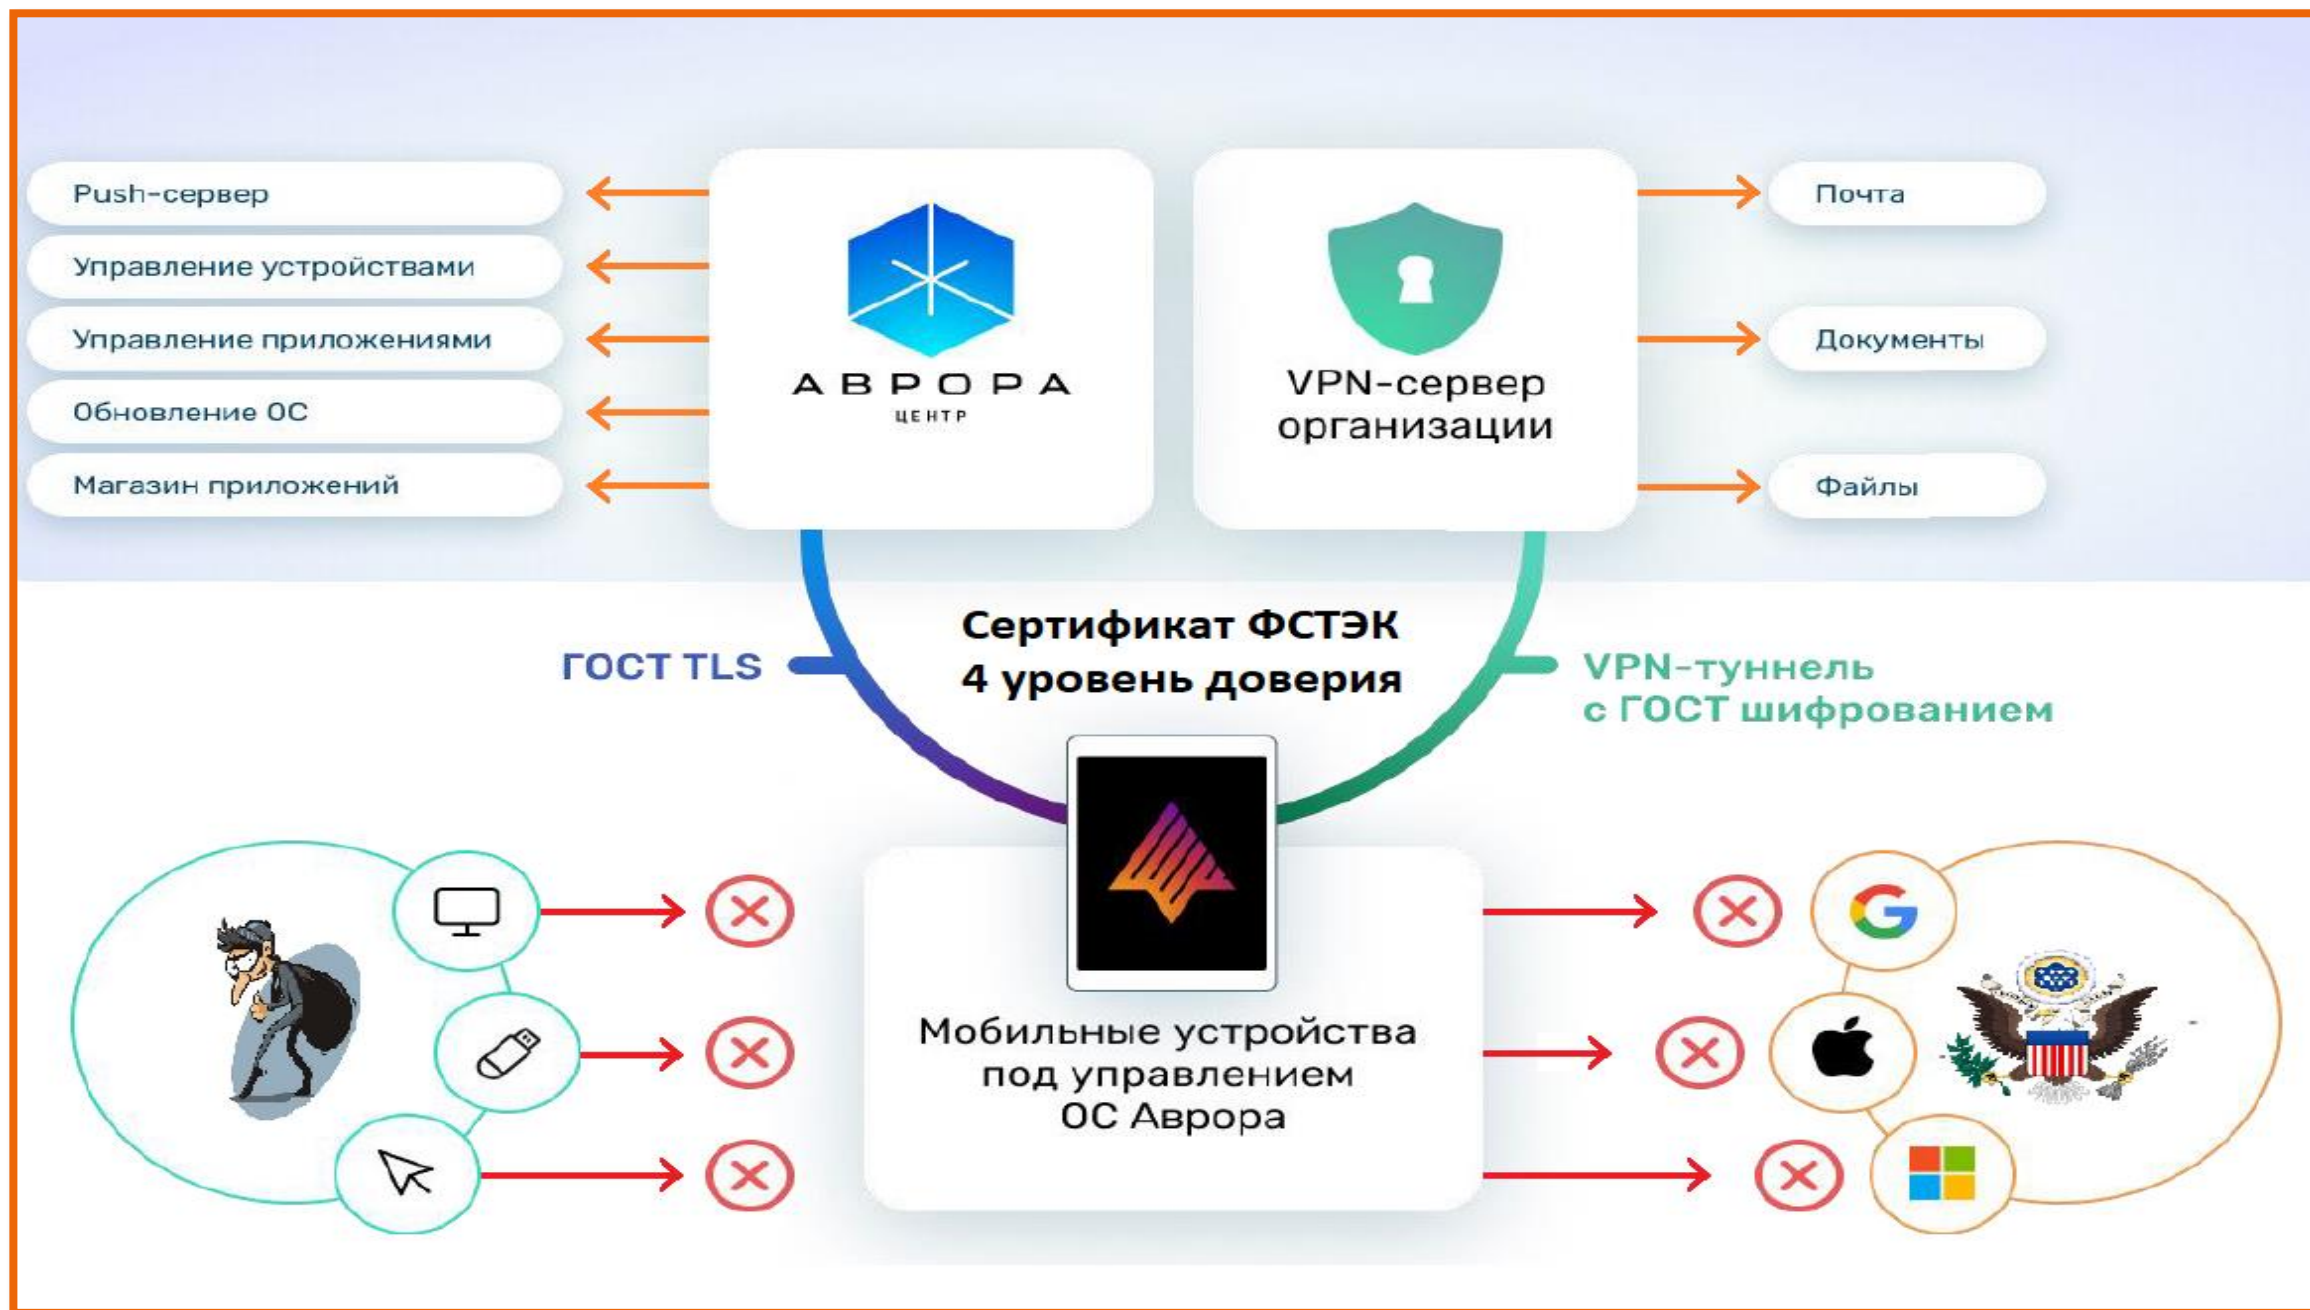 Push-сервер
Управление устройствами
Управление приложениями
Обновление ОС
Магазин приложений
АВРОРА
ЦЕНТР
VPN-сервер
организации
Почта
Документы
Файлы
ГОСТ TLS
Сертификат ФСТЭК
4 уровень доверия
VPN-туннель
с ГОСТ шифрованием
Мобильные устройства
под управлением
ОС Аврора